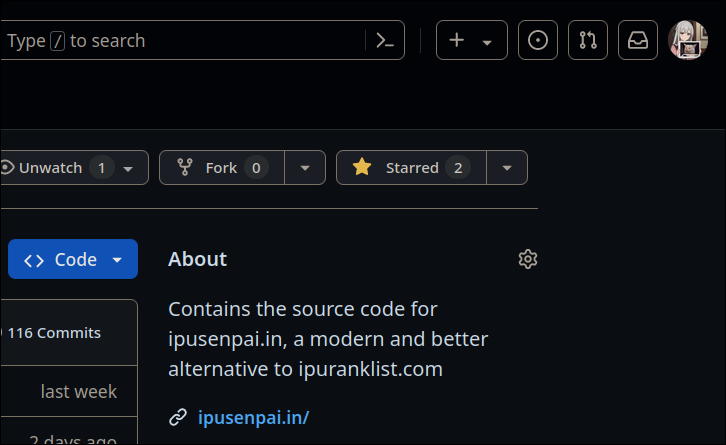 Type / to search
Unwatch 1
Fork 0
Starred 2
Code
About
Contains the source code for
ipusenpai.in, a modern and better
alternative to ipuranklist.com
116 Commits
last week
ipusenpai.in/
2 days ago